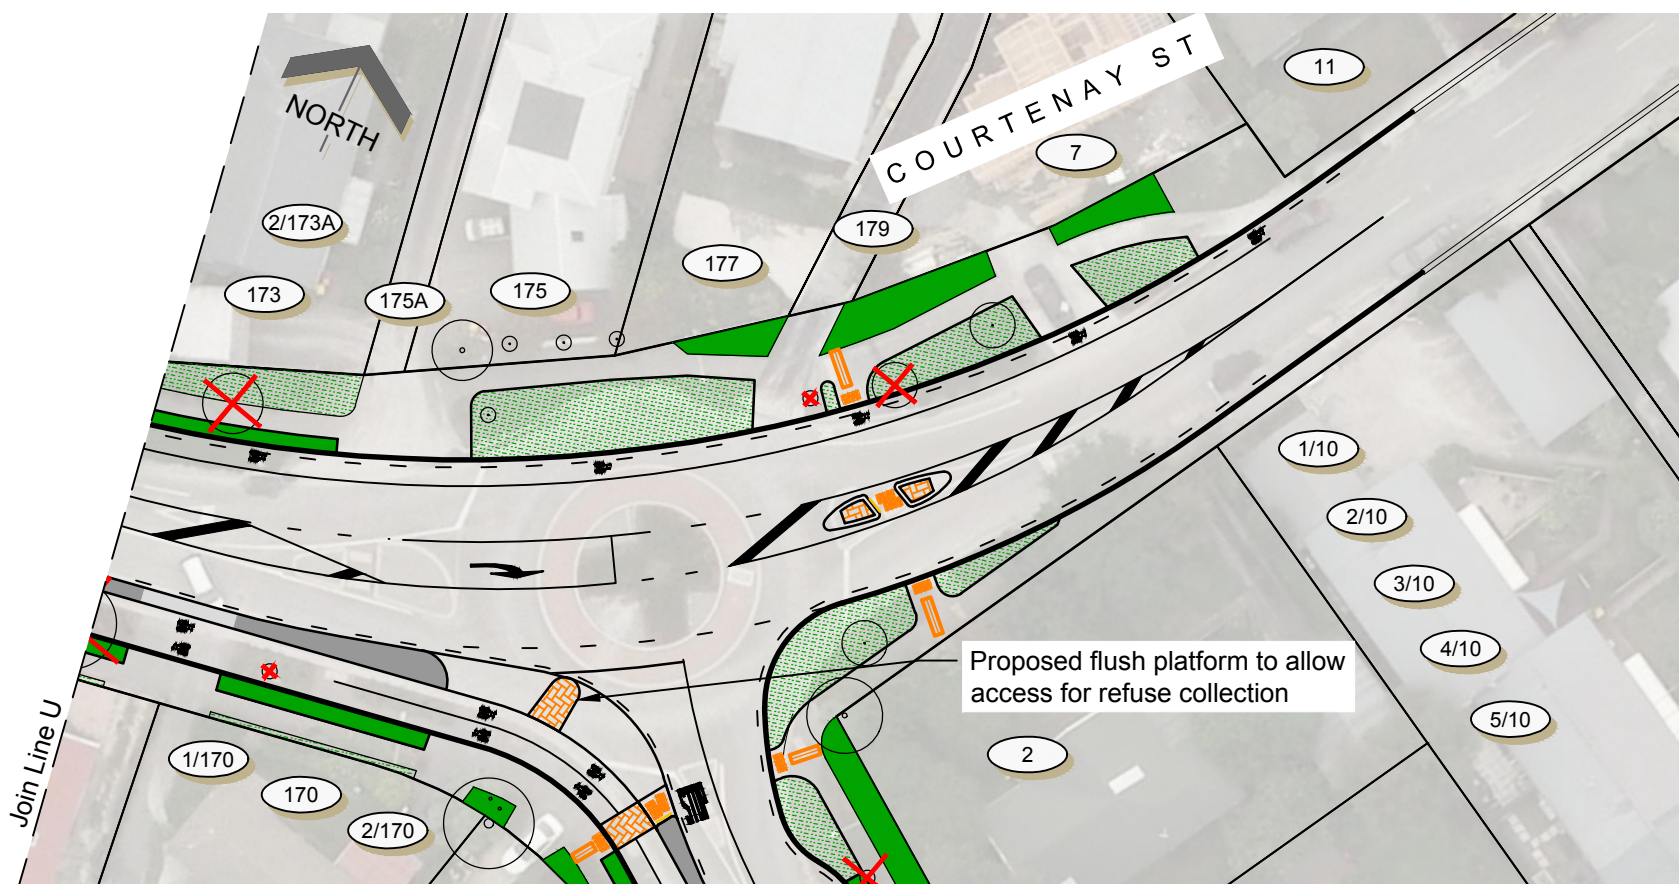 NORTH
COURTENAY ST
11
7
2/173A
179
173
175A
175
177
1/10
2/10
3/10
4/10
5/10
Proposed flush platform to allow
access for refuse collection
2
Join Line U
1/170
170
2/170